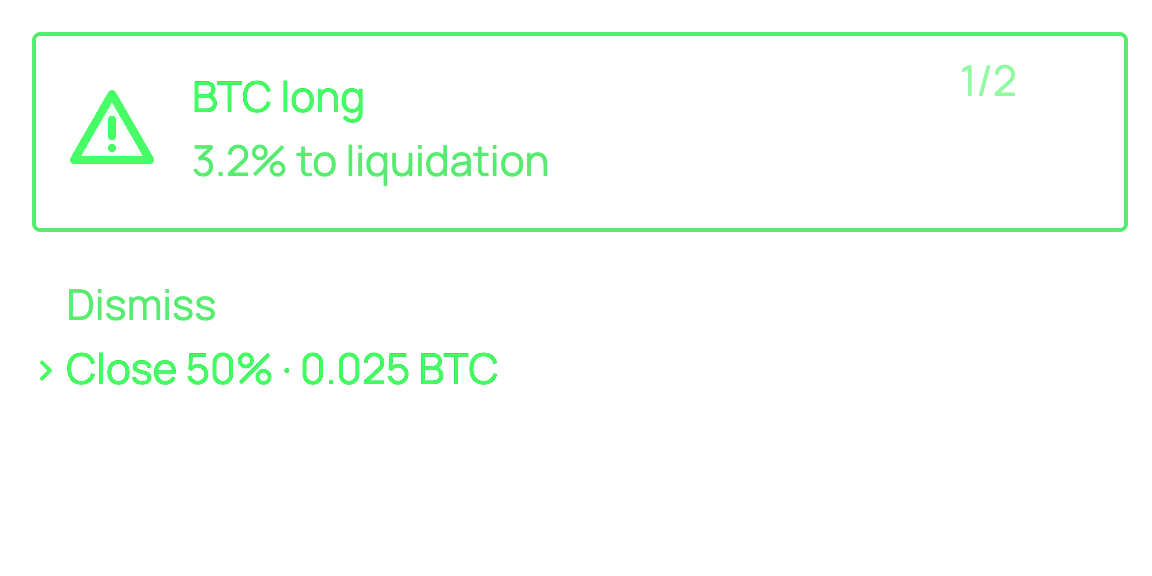 BTC long
1/2
3.2% to liquidation
Dismiss
› Close 50% · 0.025 BTC